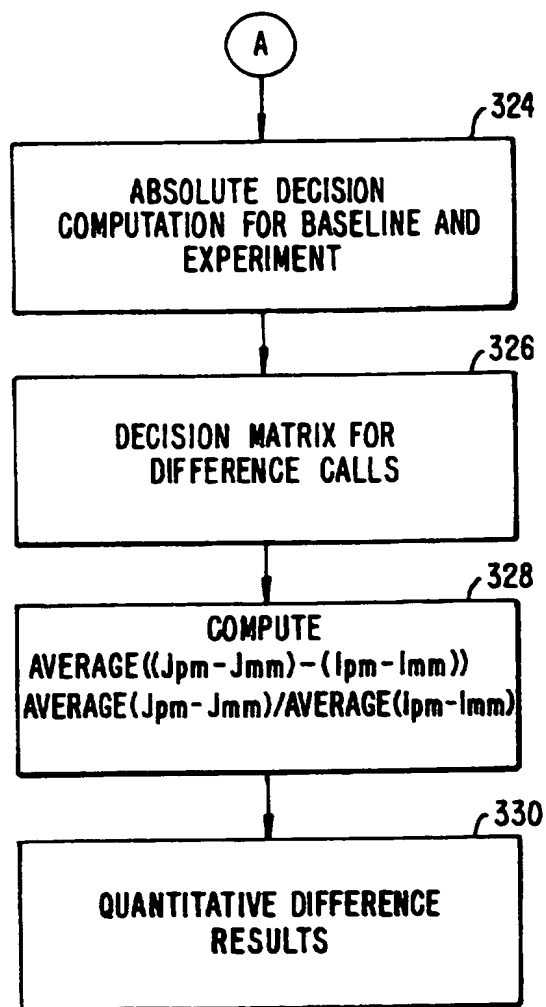 A
324
ABSOLUTE DECISION
COMPUTATION FOR BASELINE AND
EXPERIMENT
326
DECISION MATRIX FOR
DIFFERENCE CALLS
328
COMPUTE
AVERAGE((Jpm-Jmm)-(Ipm-Imm))
AVERAGE(Jpm-Jmm)/AVERAGE(Ipm-Imm)
330
QUANTITATIVE DIFFERENCE
RESULTS